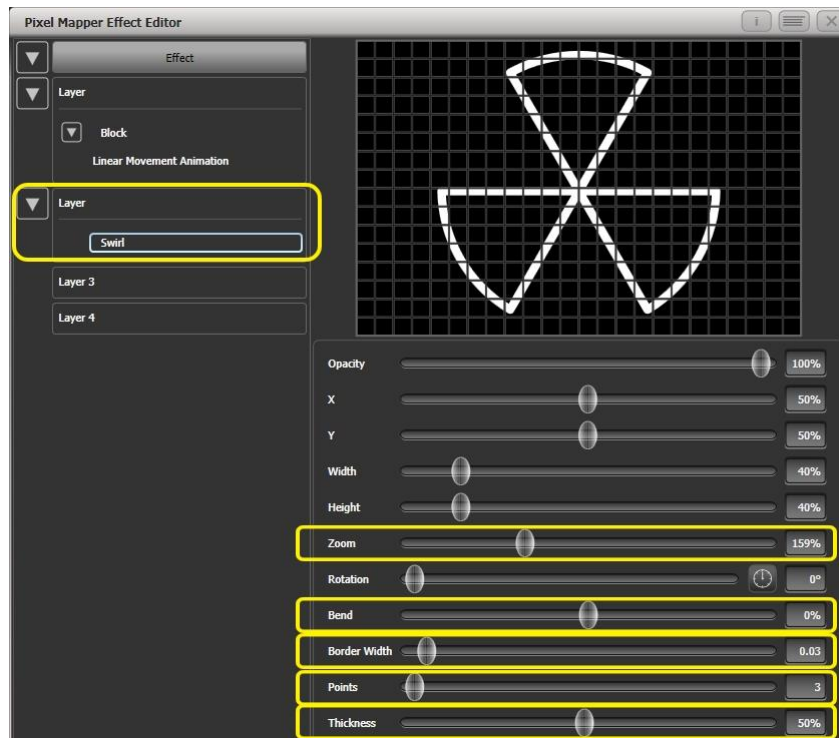 Pixel Mapper Effect Editor
i
Effect
Layer
Block
Linear Movement Animation
Layer
Swirl
Layer 3
Layer 4
Opacity 100%
X 50%
Y 50%
Width 40%
Height 40%
Zoom 159%
Rotation 0°
Bend 0%
Border Width 0.03
Points 3
Thickness 50%